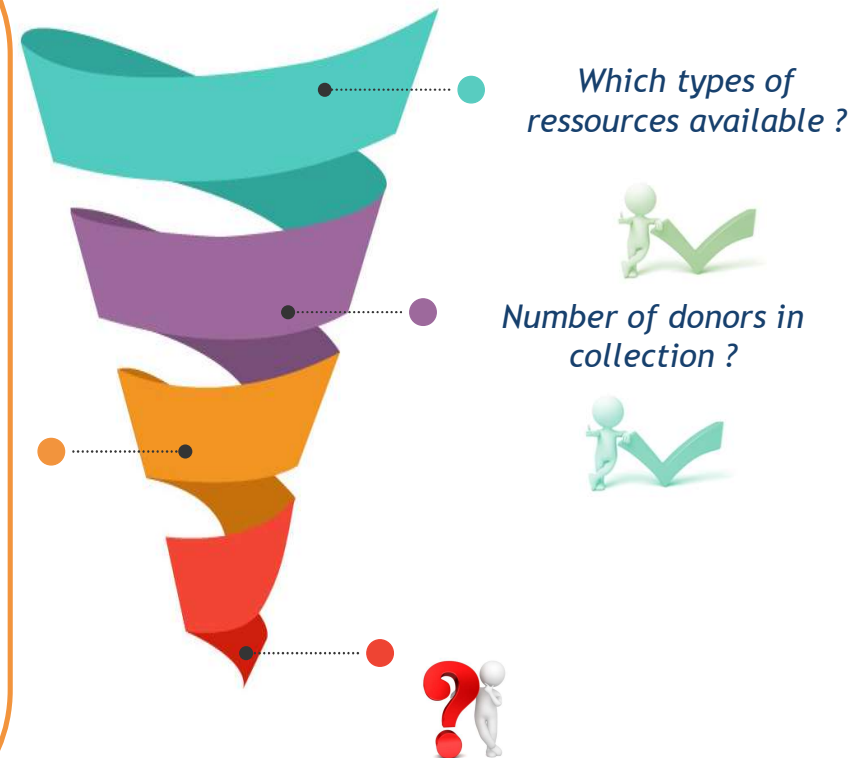 Which types of
ressources available ?
Number of donors in
collection ?